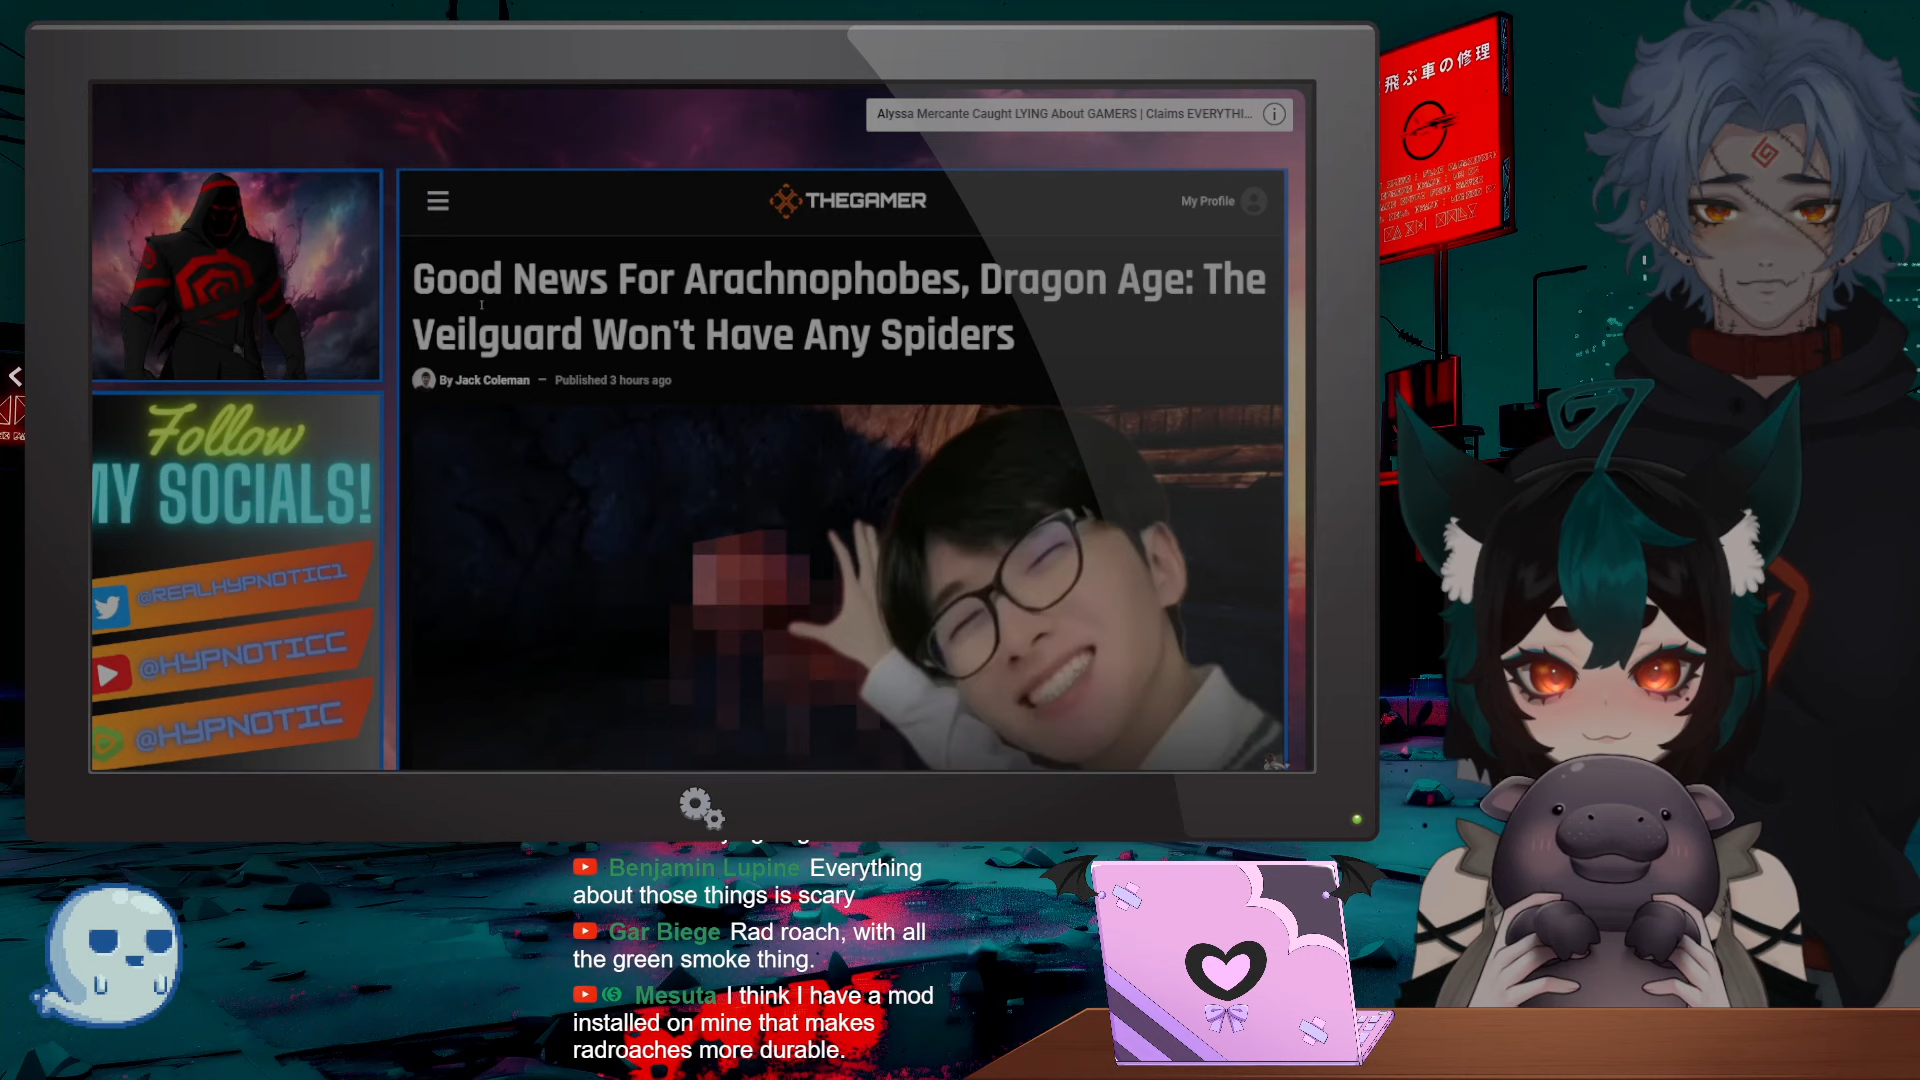 Alyssa Mercante Caught LYING About GAMERS | Claims EVERYTHI...
飛ぶ車の修理
THEGAMER
My Profile
Good News For Arachnophobes, Dragon Age: The
Veilguard Won't Have Any Spiders
By Jack Coleman — Published 3 hours ago
Follow
MY SOCIALS!
@REALHYPNOTIC1
@HYPNOTICC
@HYPNOTIC
Benjamin Lupine Everything
about those things is scary
Gar Biege Rad roach, with all
the green smoke thing.
Mesuta I think I have a mod
installed on mine that makes
radroaches more durable.